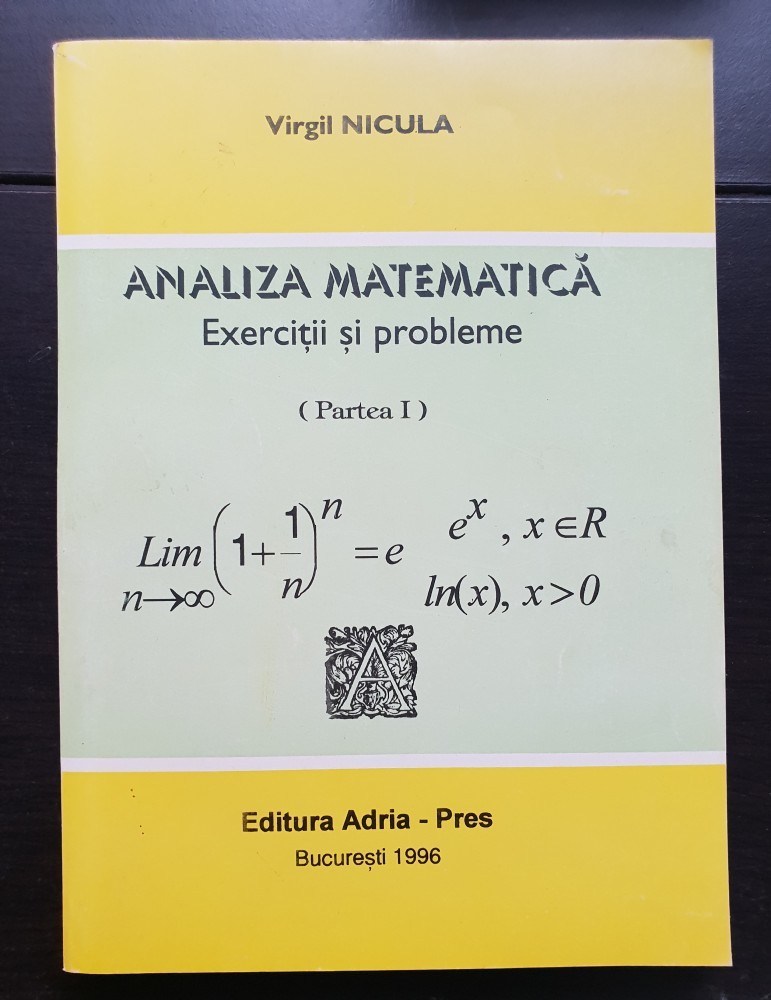 Virgil NICULA
ANALIZA MATEMATICĂ
Exerciții și probleme
( Partea I )
Lim n→∞ (1+1/n)^n = e
e^x , x ∈ R
ln(x), x > 0
A
Editura Adria - Pres
București 1996